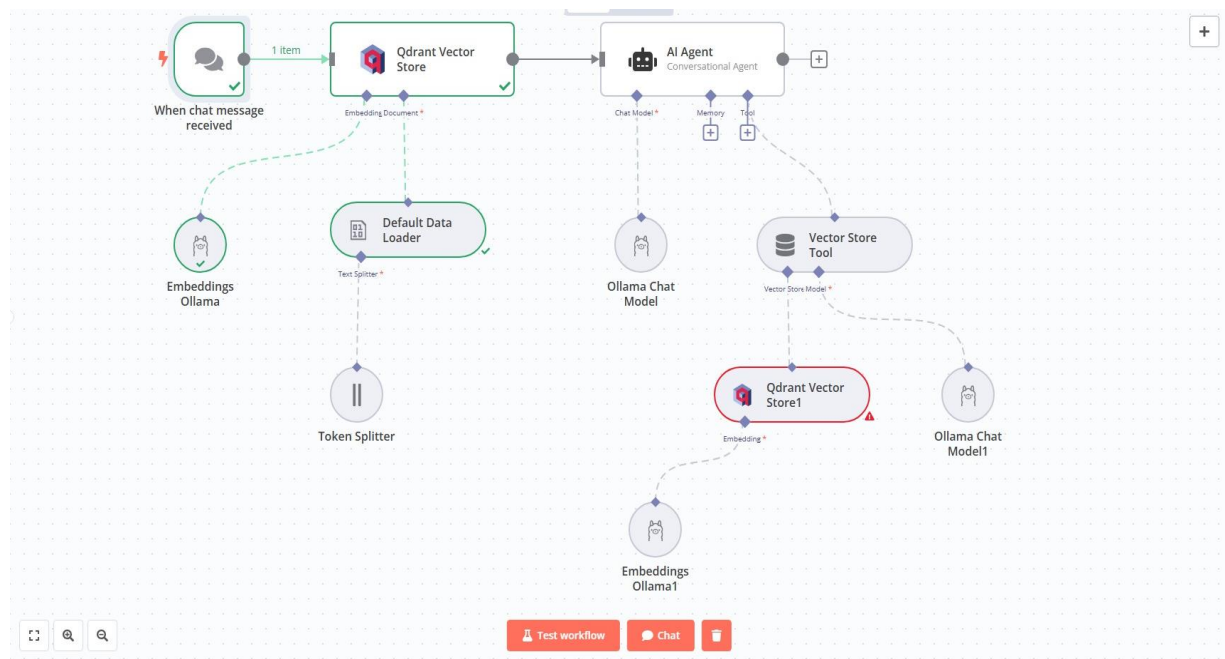 1 item
Qdrant Vector
Store
AI Agent
Conversational Agent
When chat message
received
Embedding Document *
Chat Model *
Memory
Tool
Default Data
Loader
Vector Store
Tool
Embeddings
Ollama
Text Splitter *
Ollama Chat
Model
Vector Store Model *
Qdrant Vector
Store1
Token Splitter
Embedding *
Ollama Chat
Model1
Embeddings
Ollama1
Test workflow
Chat